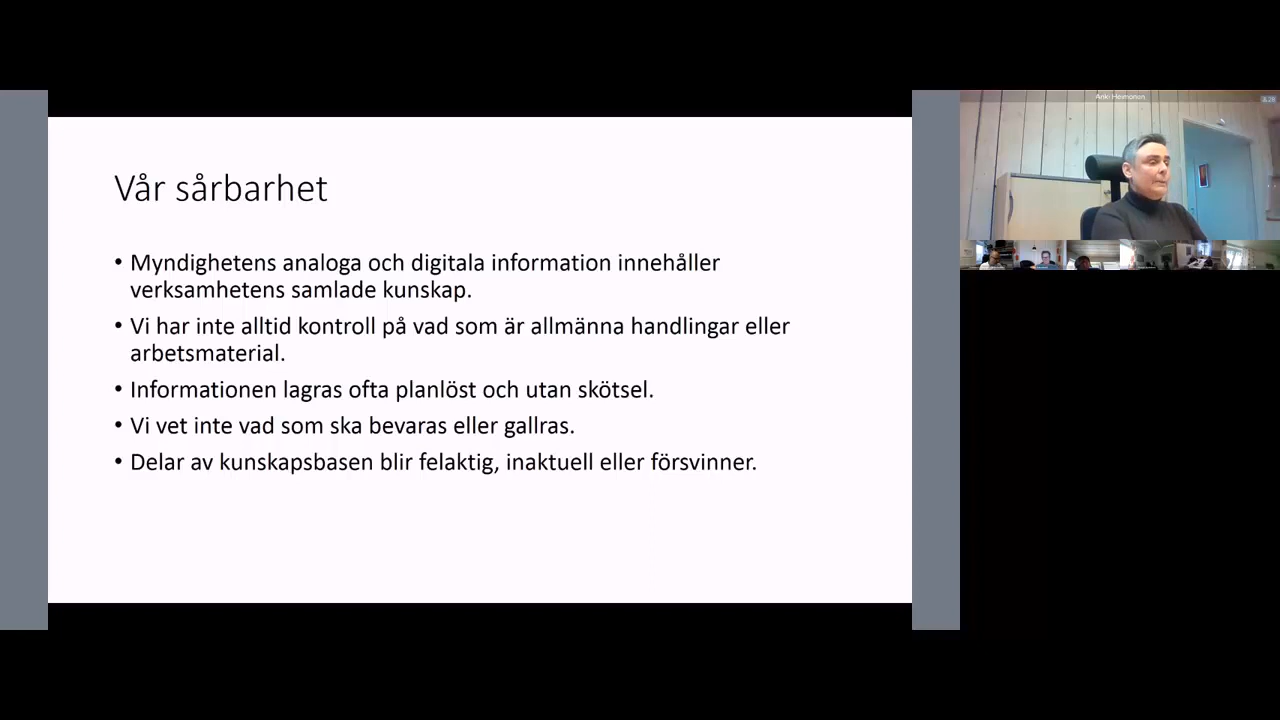 Vår sårbarhet
• Myndighetens analoga och digitala information innehåller
verksamhetens samlade kunskap.
• Vi har inte alltid kontroll på vad som är allmänna handlingar eller
arbetsmaterial.
• Informationen lagras ofta planlöst och utan skötsel.
• Vi vet inte vad som ska bevaras eller gallras.
• Delar av kunskapsbasen blir felaktig, inaktuell eller försvinner.
Anki Heimonen